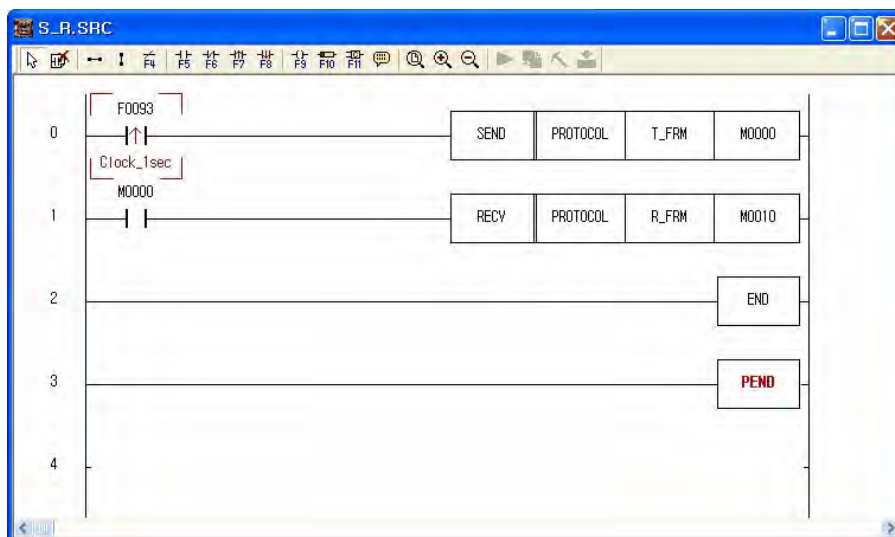 S_R.SRC
F4 F5 F6 F7 F8 F9 F10 F11
F0093
0 SEND PROTOCOL T_FRM M0000
Clock_1sec
M0000
1 RECV PROTOCOL R_FRM M0010
2 END
3 PEND
4